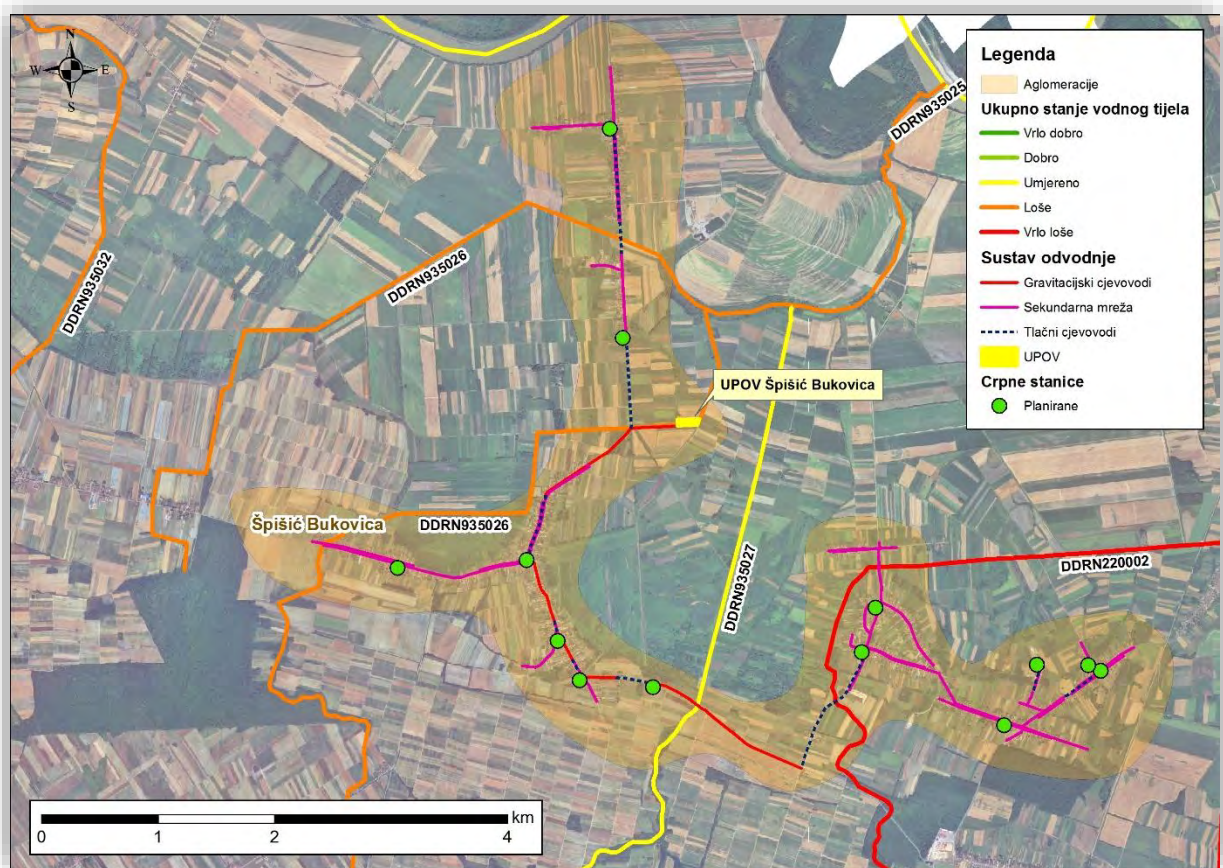 N
W E
S
DDRN935032
DDRN935026
DDRN935025
UPOV Špišić Bukovica
Špišić Bukovica
DDRN935026
DDRN935027
DDRN220002
Legenda
Aglomeracije
Ukupno stanje vodnog tijela
Vrlo dobro
Dobro
Umjereno
Loše
Vrlo loše
Sustav odvodnje
Gravitacijski cjevovodi
Sekundarna mreža
Tlačni cjevovodi
UPOV
Crpne stanice
Planirane
km
0 1 2 4